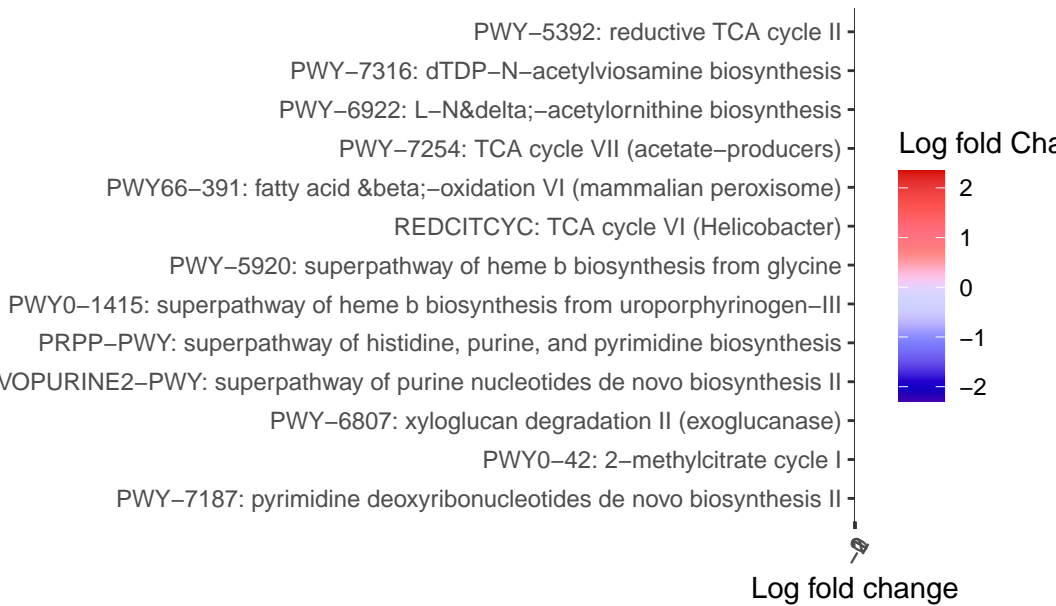 PWY−5392: reductive TCA cycle II
PWY−7316: dTDP−N−acetylviosamine biosynthesis
PWY−6922: L−N&delta;−acetylornithine biosynthesis
PWY−7254: TCA cycle VII (acetate−producers)
PWY66−391: fatty acid &beta;−oxidation VI (mammalian peroxisome)
REDCITCYC: TCA cycle VI (Helicobacter)
PWY−5920: superpathway of heme b biosynthesis from glycine
PWY0−1415: superpathway of heme b biosynthesis from uroporphyrinogen−III
PRPP−PWY: superpathway of histidine, purine, and pyrimidine biosynthesis
VOPURINE2−PWY: superpathway of purine nucleotides de novo biosynthesis II
PWY−6807: xyloglucan degradation II (exoglucanase)
PWY0−42: 2−methylcitrate cycle I
PWY−7187: pyrimidine deoxyribonucleotides de novo biosynthesis II
Log fold change
Log fold Cha
2
1
0
−1
−2